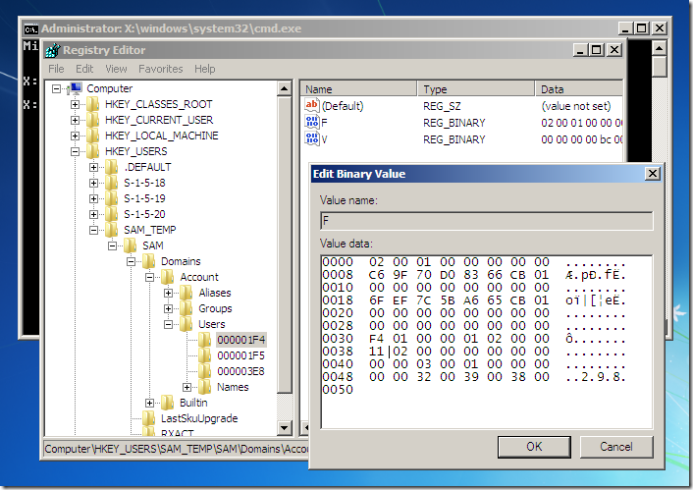 Administrator: X:\windows\system32\cmd.exe
Mi
X:
X:
Registry Editor
File Edit View Favorites Help
Computer
HKEY_CLASSES_ROOT
HKEY_CURRENT_USER
HKEY_LOCAL_MACHINE
HKEY_USERS
.DEFAULT
S-1-5-18
S-1-5-19
S-1-5-20
SAM_TEMP
SAM
Domains
Account
Aliases
Groups
Users
000001F4
000001F5
000003E8
Names
Builtin
LastSkuUpgrade
RXACT
Name Type Data
(Default) REG_SZ (value not set)
F REG_BINARY 02 00 01 00 00 00
V REG_BINARY 00 00 00 00 bc 00
Computer\HKEY_USERS\SAM_TEMP\SAM\Domains\Accou
Edit Binary Value
Value name:
F
Value data:
0000 02 00 01 00 00 00 00 00 ........
0008 C6 9F 70 D0 83 66 CB 01 Æ.pÐ.fË.
0010 00 00 00 00 00 00 00 00 ........
0018 6F EF 7C 5B A6 65 CB 01 oï|[¦eË.
0020 00 00 00 00 00 00 00 00 ........
0028 00 00 00 00 00 00 00 00 ........
0030 F4 01 00 00 01 02 00 00 ô.......
0038 11 02 00 00 00 00 00 00 ........
0040 00 00 03 00 01 00 00 00 ........
0048 00 00 32 00 39 00 38 00 ..2.9.8.
0050
OK Cancel